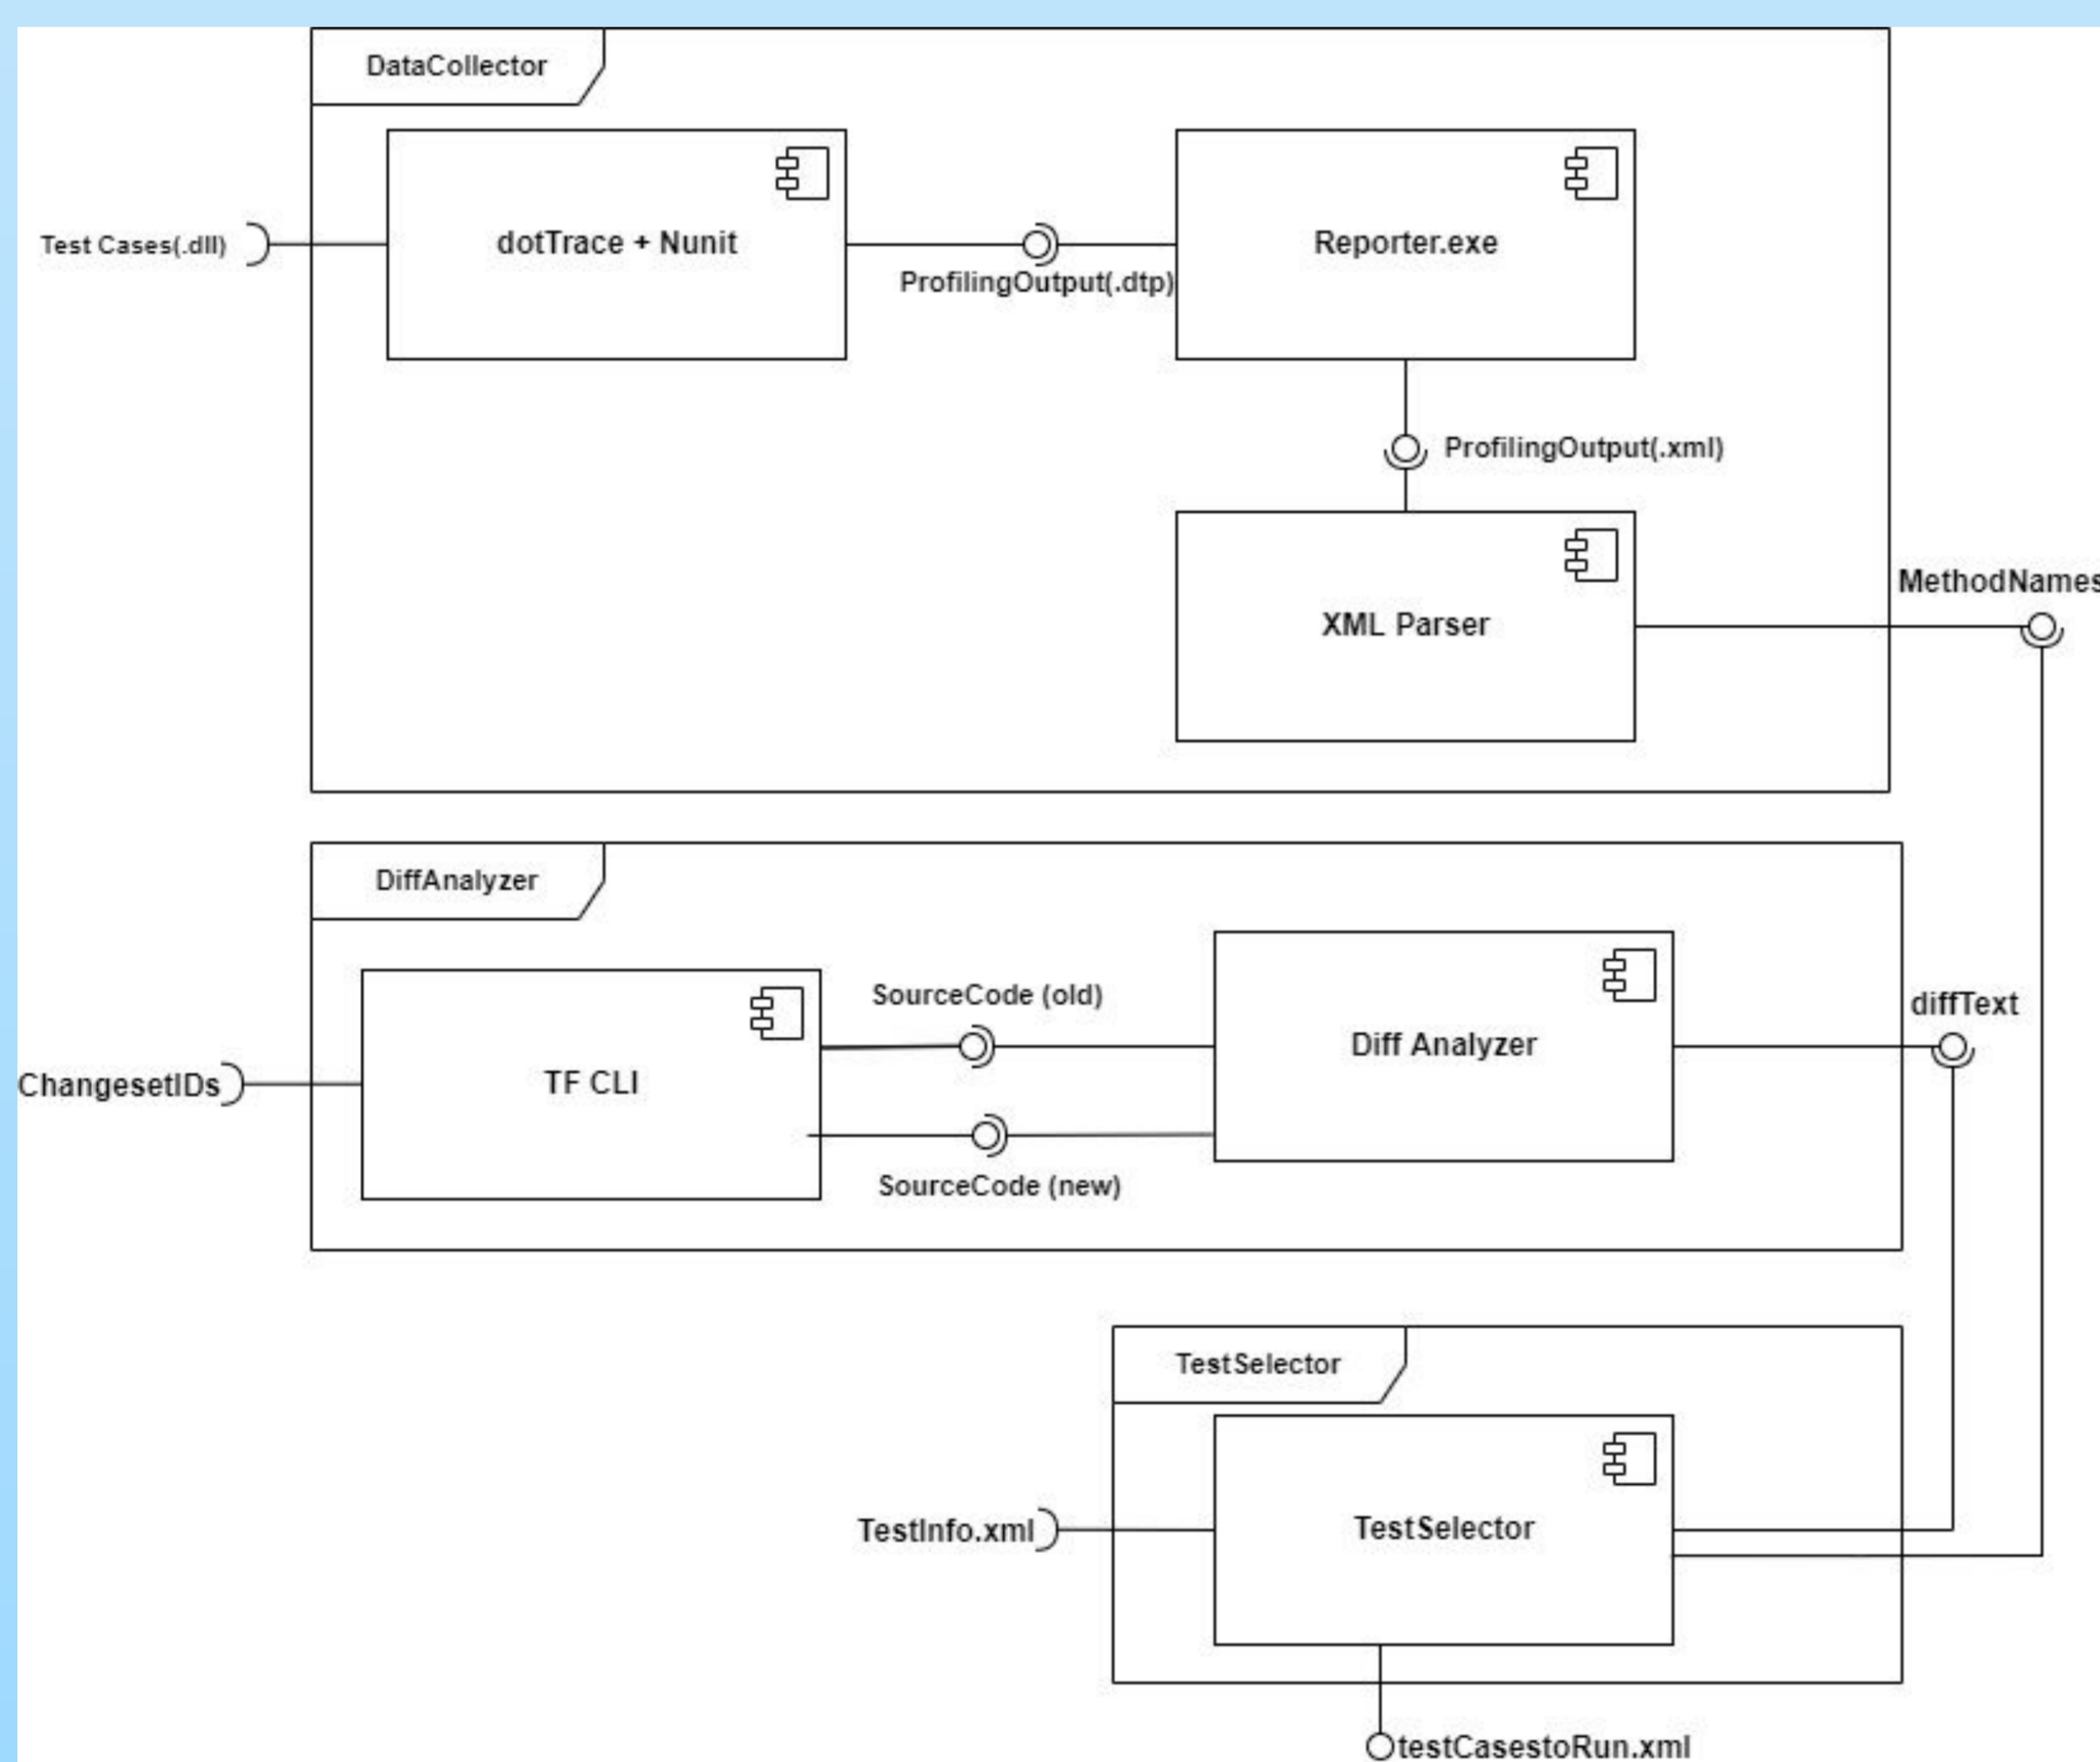 DataCollector
Test Cases(.dll)
dotTrace + Nunit
ProfilingOutput(.dtp)
Reporter.exe
ProfilingOutput(.xml)
XML Parser
MethodNames
DiffAnalyzer
ChangesetIDs
TF CLI
SourceCode (old)
SourceCode (new)
Diff Analyzer
diffText
TestSelector
TestInfo.xml
TestSelector
testCasestoRun.xml